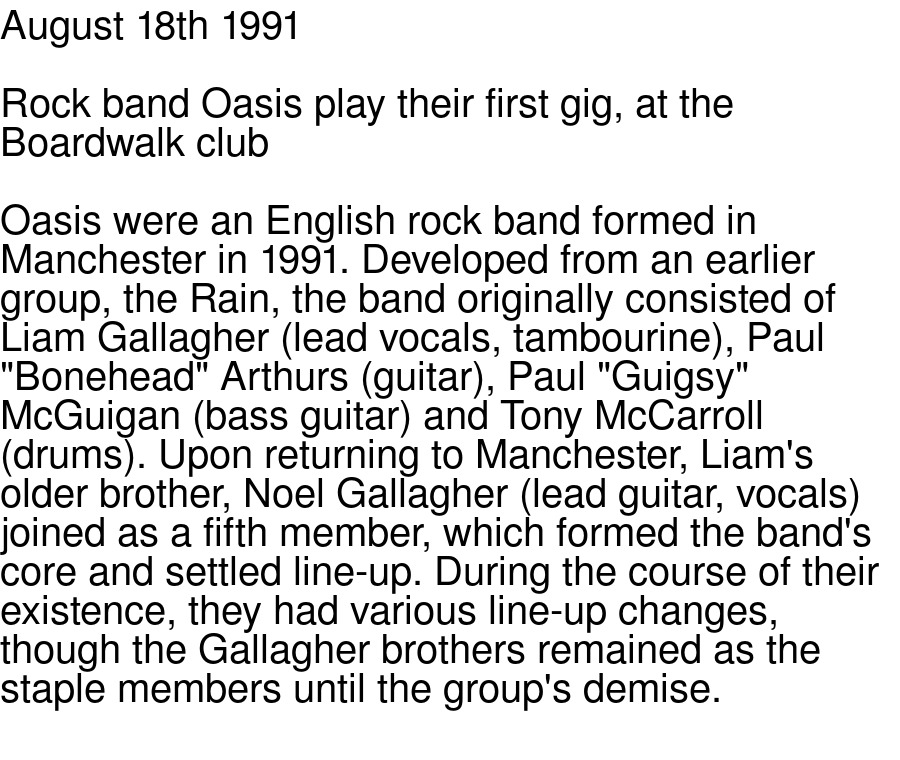 August 18th 1991
Rock band Oasis play their first gig, at the
Boardwalk club
Oasis were an English rock band formed in
Manchester in 1991. Developed from an earlier
group, the Rain, the band originally consisted of
Liam Gallagher (lead vocals, tambourine), Paul
"Bonehead" Arthurs (guitar), Paul "Guigsy"
McGuigan (bass guitar) and Tony McCarroll
(drums). Upon returning to Manchester, Liam's
older brother, Noel Gallagher (lead guitar, vocals)
joined as a fifth member, which formed the band's
core and settled line-up. During the course of their
existence, they had various line-up changes,
though the Gallagher brothers remained as the
staple members until the group's demise.